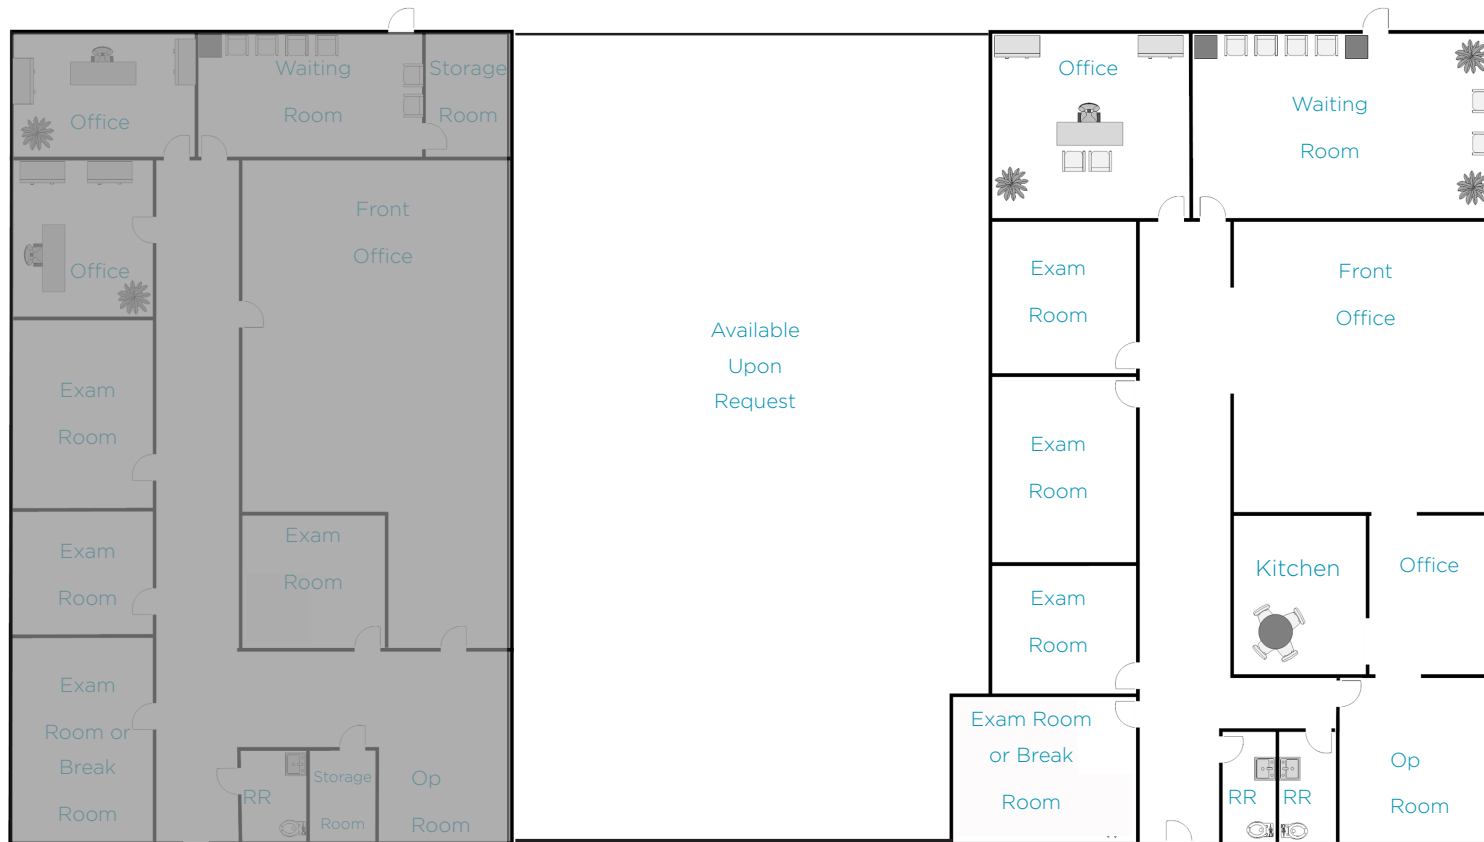 Office
Waiting
Room
Storage
Room
Office
Front
Office
Exam
Room
Exam
Room
Exam
Room
Exam
Room or
Break
Room
RR
Storage
Room
Op
Room
Available
Upon
Request
Office
Waiting
Room
Exam
Room
Front
Office
Exam
Room
Exam
Room
Kitchen
Office
Exam Room
or Break
Room
RR
RR
Op
Room